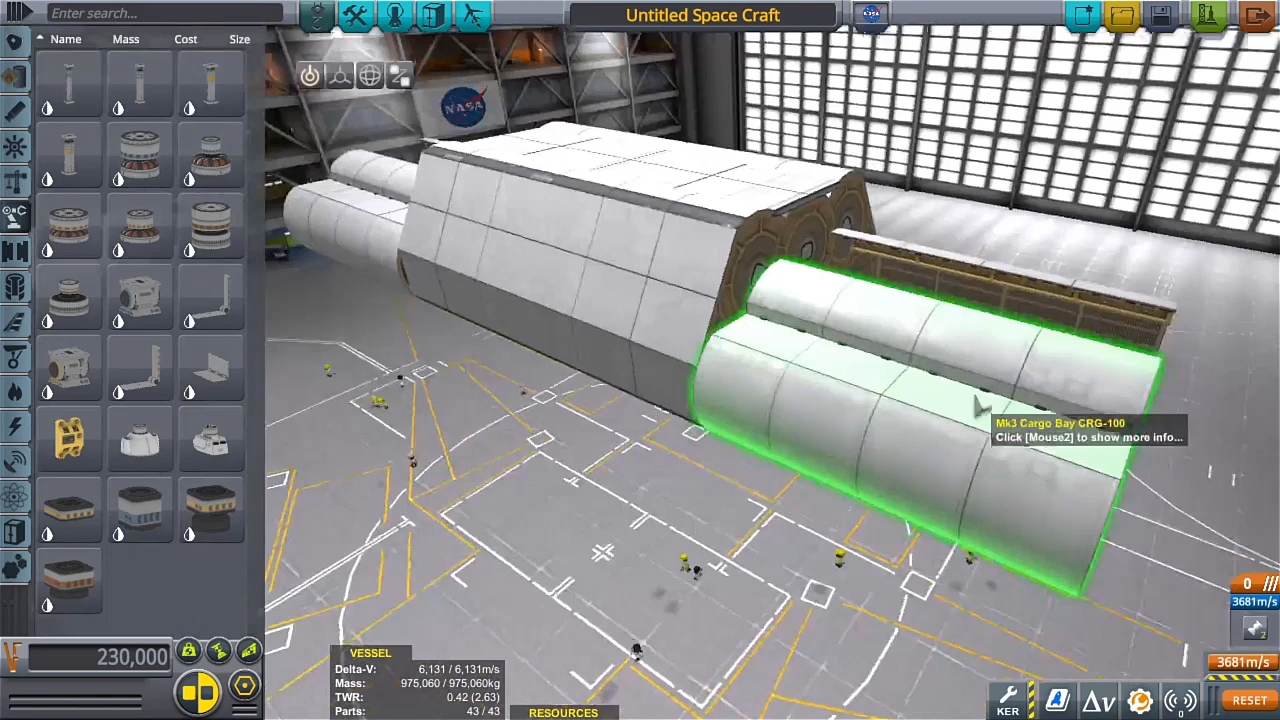 Enter search...
Untitled Space Craft
Name Mass Cost Size
NASA
Mk3 Cargo Bay CRG-100
Click [Mouse2] to show more info...
0
3681m/s
2
3681m/s
230,000
VESSEL
Delta-V: 6,131 / 6,131m/s
Mass: 975,060 / 975,060kg
TWR: 0.42 (2.63)
Parts: 43 / 43
RESOURCES
KER
Δv
RESET